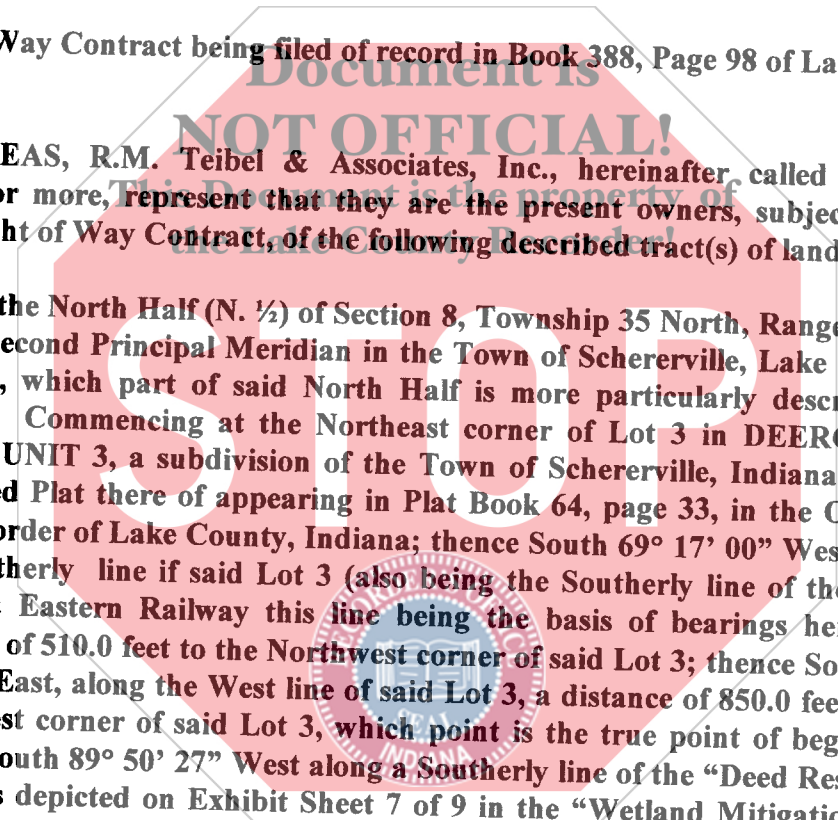 Way Contract being filed of record in Book 388, Page 98 of La
Document is
NOT OFFICIAL!
EAS, R.M. Teibel & Associates, Inc., hereinafter called
This Document is the property of
or more, represent that they are the present owners, subjec
the Lake County Recorder!
ht of Way Contract, of the following described tract(s) of land
the North Half (N. ½) of Section 8, Township 35 North, Range
econd Principal Meridian in the Town of Schererville, Lake
, which part of said North Half is more particularly descr
Commencing at the Northeast corner of Lot 3 in DEERC
UNIT 3, a subdivision of the Town of Schererville, Indiana
STOP
ed Plat there of appearing in Plat Book 64, page 33, in the O
order of Lake County, Indiana; thence South 69° 17’ 00” Wes
therly line if said Lot 3 (also being the Southerly line of the
Eastern Railway this line being the basis of bearings he
of 510.0 feet to the Northwest corner of said Lot 3; thence So
East, along the West line of said Lot 3, a distance of 850.0 fee
st corner of said Lot 3, which point is the true point of beg
SEAL
INDIANA
outh 89° 50’ 27” West along a Southerly line of the “Deed Res
s depicted on Exhibit Sheet 7 of 9 in the “Wetland Mitigatio